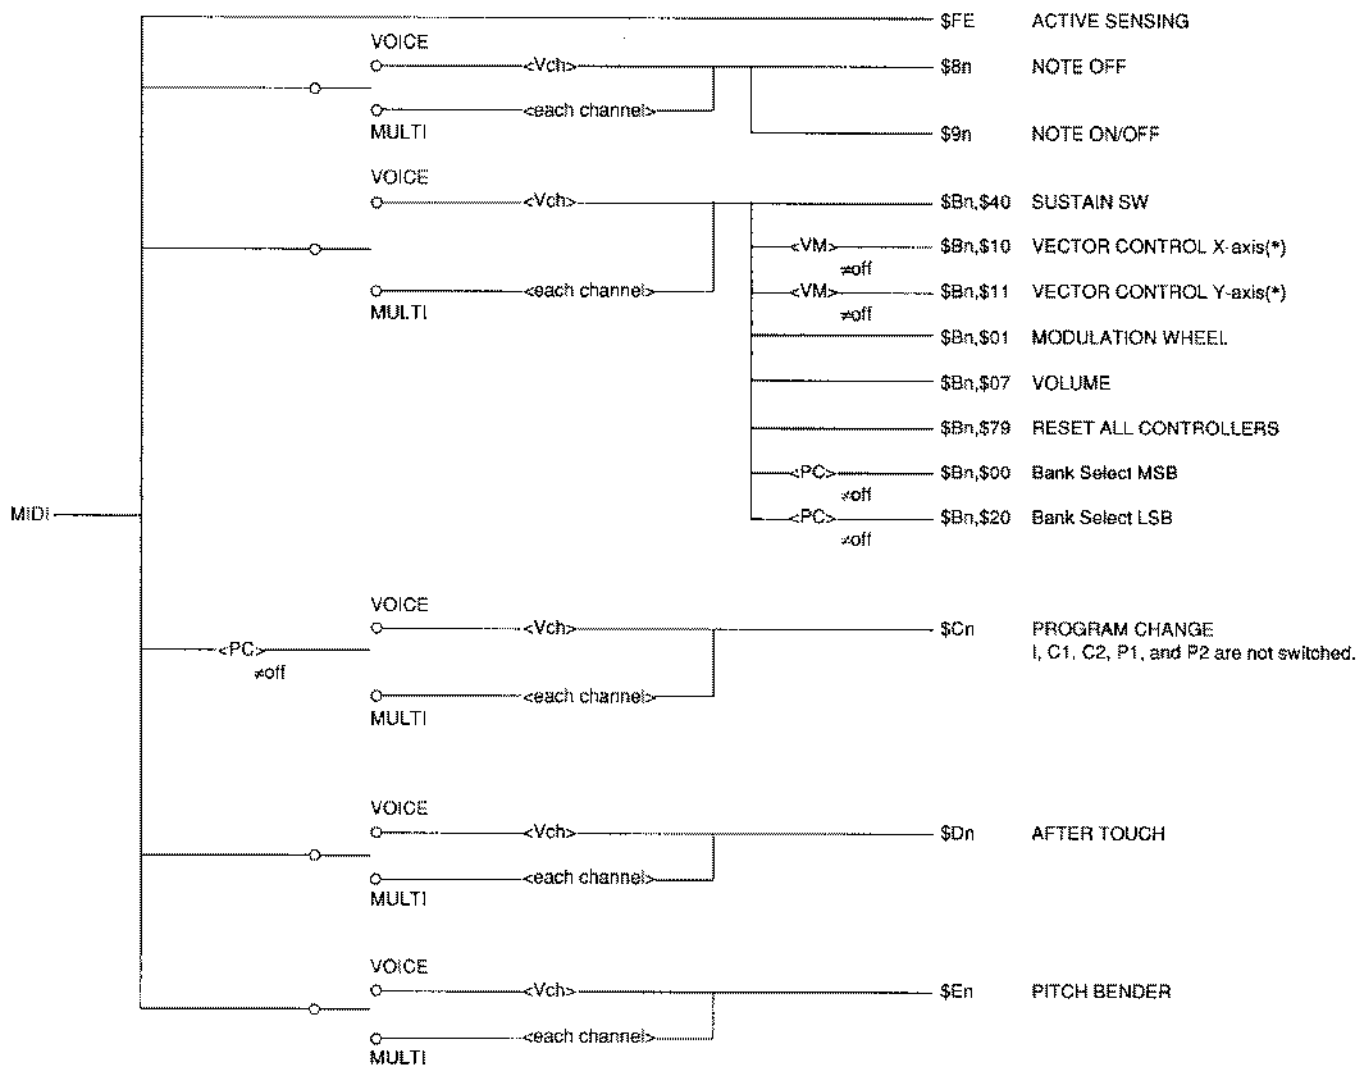 $FE ACTIVE SENSING
VOICE
<Vch> $8n NOTE OFF
<each channel>
MULTI
$9n NOTE ON/OFF
VOICE
<Vch> $Bn,$40 SUSTAIN SW
<VM> $Bn,$10 VECTOR CONTROL X-axis(*)
≠off
<each channel> <VM> $Bn,$11 VECTOR CONTROL Y-axis(*)
MULTI ≠off
$Bn,$01 MODULATION WHEEL
$Bn,$07 VOLUME
$Bn,$79 RESET ALL CONTROLLERS
<PC> $Bn,$00 Bank Select MSB
≠off
MIDI <PC> $Bn,$20 Bank Select LSB
≠off
VOICE
<Vch> $Cn PROGRAM CHANGE
<PC> I, C1, C2, P1, and P2 are not switched.
≠off
<each channel>
MULTI
VOICE
<Vch> $Dn AFTER TOUCH
<each channel>
MULTI
VOICE
<Vch> $En PITCH BENDER
<each channel>
MULTI